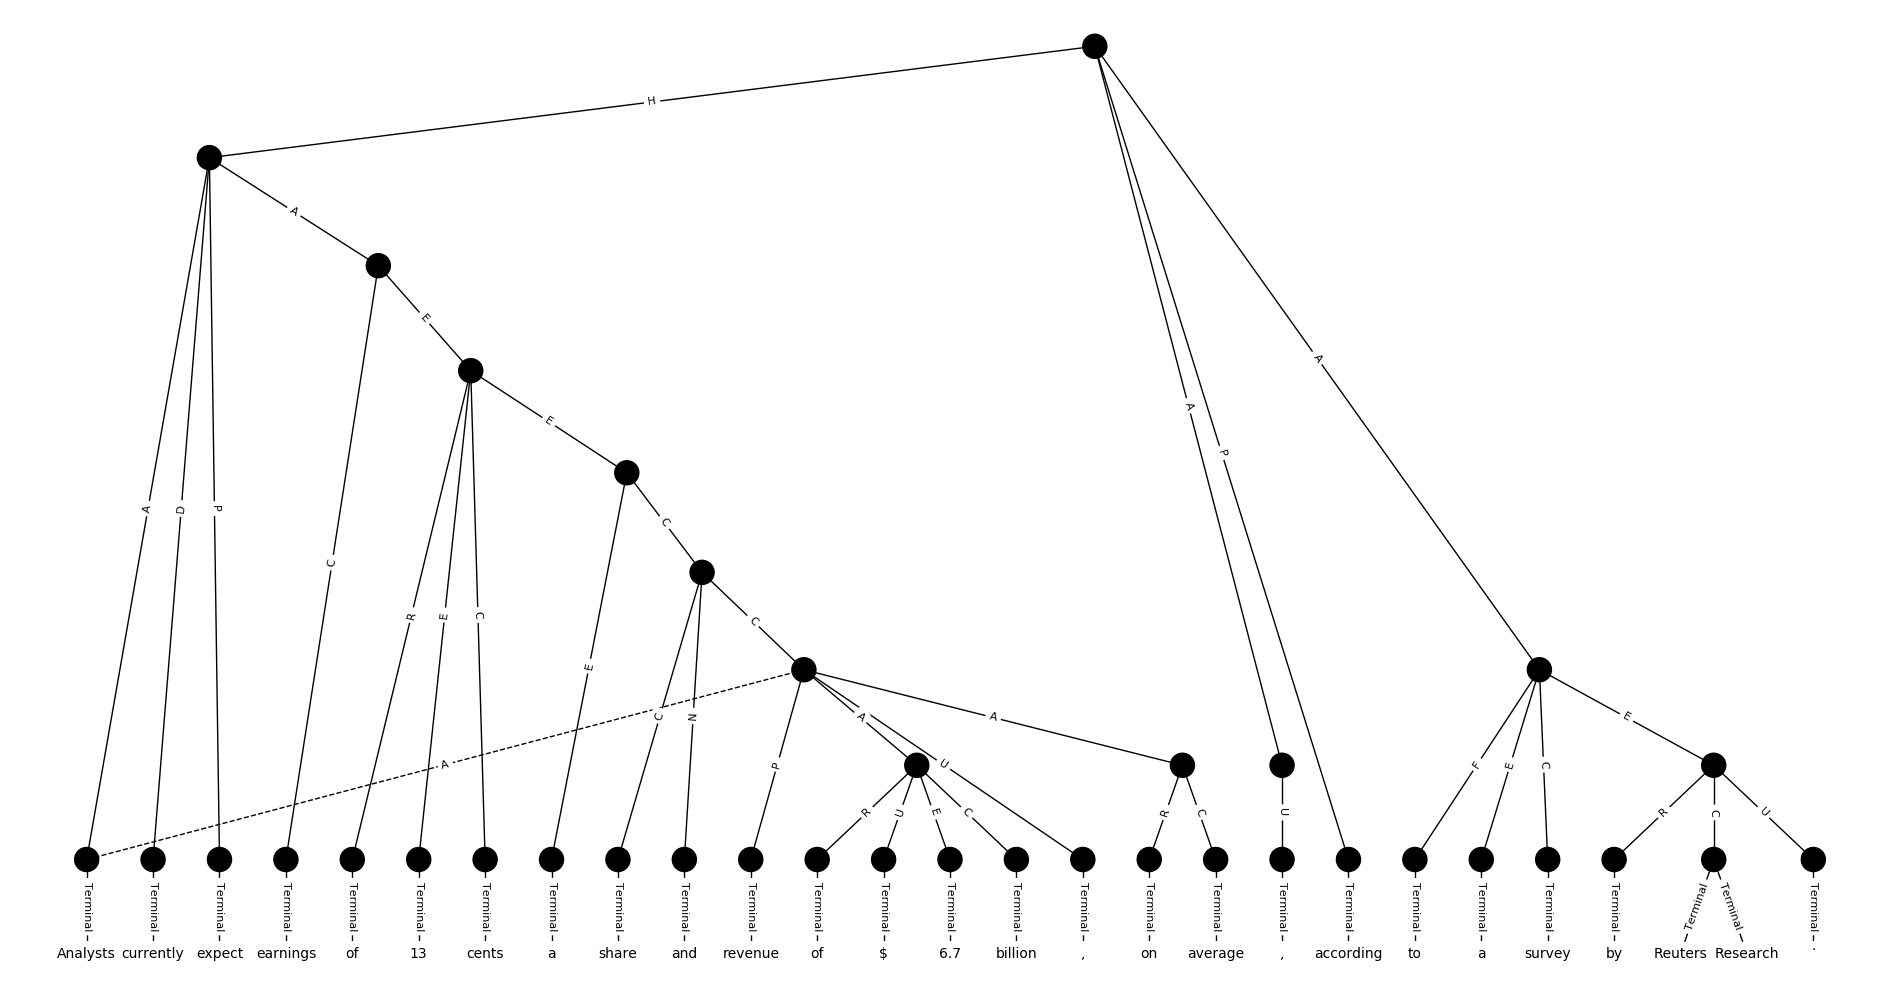 H
A
E
A
E
A
P
A
D
P
C
C
R
E
C
C
E
A
C
N
A
A
E
A
P
U
F
E
C
R
U
E
C
R
C
U
R
C
U
Terminal Terminal Terminal Terminal Terminal Terminal Terminal Terminal Terminal Terminal Terminal Terminal Terminal Terminal Terminal Terminal Terminal Terminal Terminal Terminal Terminal Terminal Terminal Terminal Terminal Terminal Terminal
Analysts currently expect earnings of 13 cents a share and revenue of $ 6.7 billion , on average , according to a survey by Reuters Research .